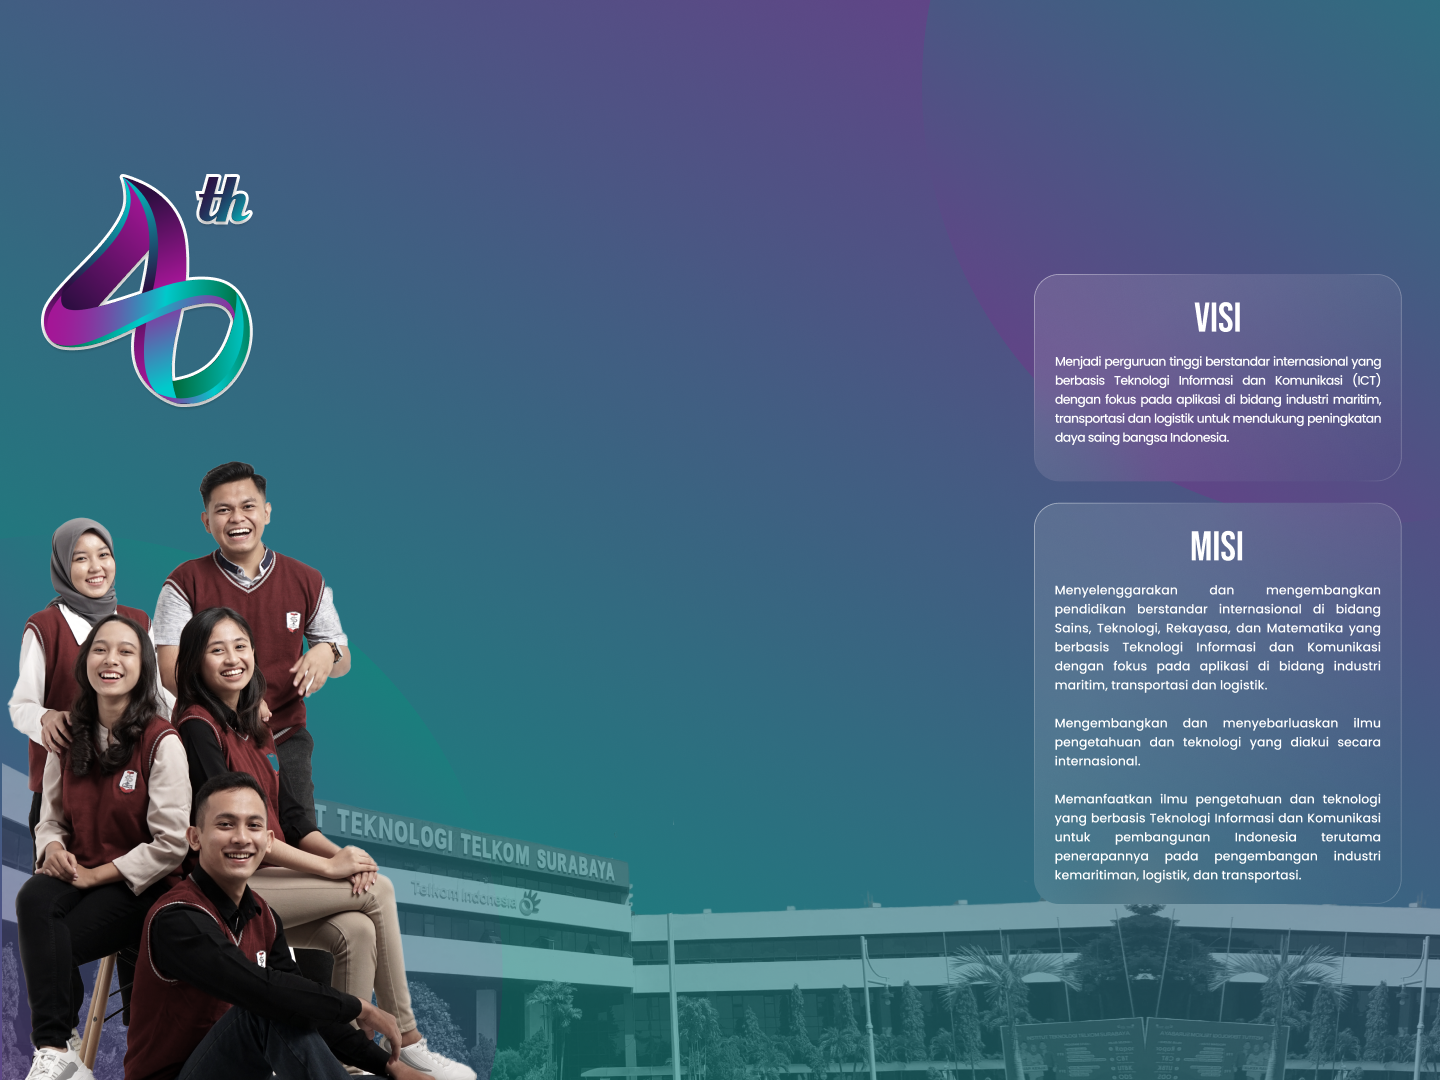 4th
VISI
Menjadi perguruan tinggi berstandar internasional yang
berbasis Teknologi Informasi dan Komunikasi (ICT)
dengan fokus pada aplikasi di bidang industri maritim,
transportasi dan logistik untuk mendukung peningkatan
daya saing bangsa Indonesia.
MISI
Menyelenggarakan dan mengembangkan
pendidikan berstandar internasional di bidang
Sains, Teknologi, Rekayasa, dan Matematika yang
berbasis Teknologi Informasi dan Komunikasi
dengan fokus pada aplikasi di bidang industri
maritim, transportasi dan logistik.
Mengembangkan dan menyebarluaskan ilmu
pengetahuan dan teknologi yang diakui secara
internasional.
Memanfaatkan ilmu pengetahuan dan teknologi
yang berbasis Teknologi Informasi dan Komunikasi
untuk pembangunan Indonesia terutama
penerapannya pada pengembangan industri
kemaritiman, logistik, dan transportasi.
T TEKNOLOGI TELKOM SURABAYA
Telkom Indonesia